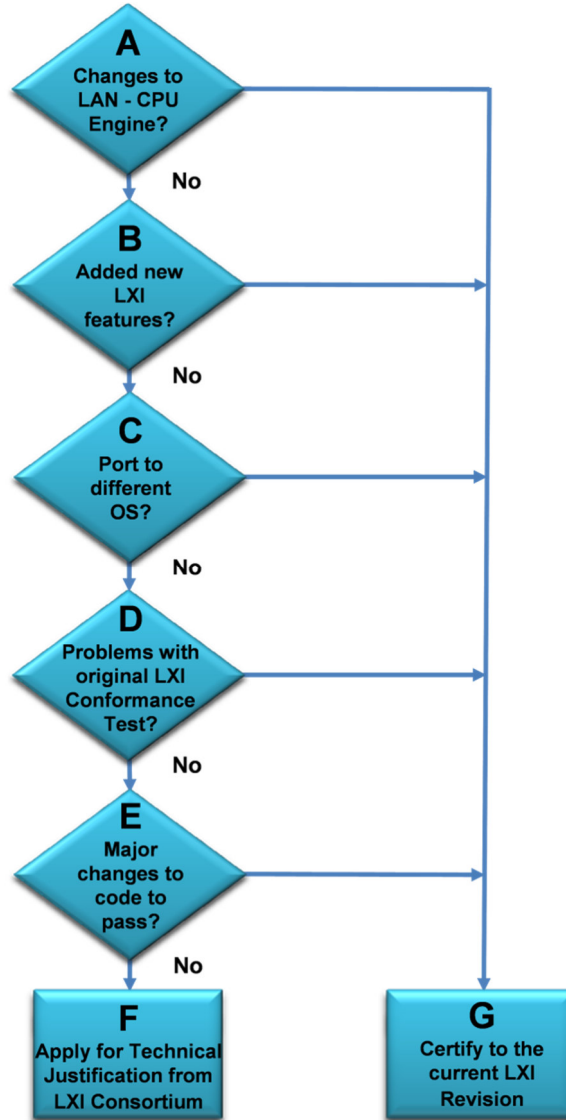 A
Changes to
LAN - CPU
Engine?
No
B
Added new
LXI
features?
No
C
Port to
different
OS?
No
D
Problems with
original LXI
Conformance
Test?
No
E
Major
changes to
code to
pass?
No
F
Apply for Technical
Justification from
LXI Consortium
G
Certify to the
current LXI
Revision